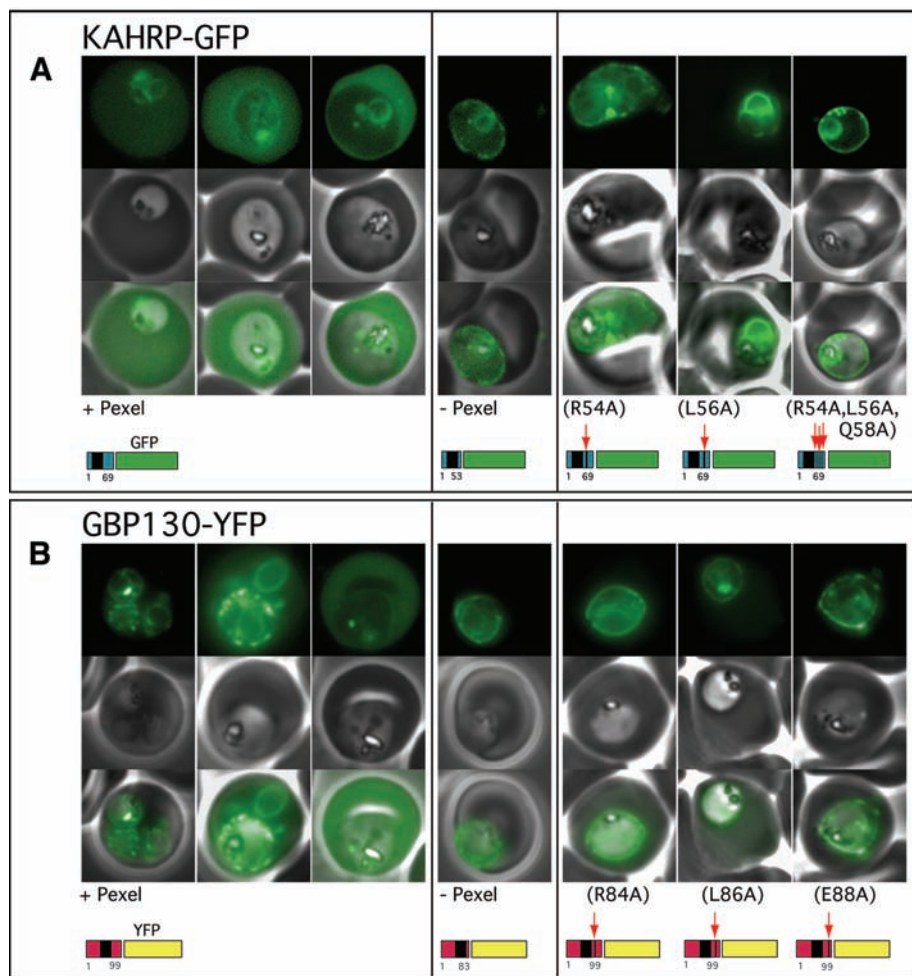 KAHRP-GFP
A
+ Pexel
- Pexel
(R54A)
(L56A)
(R54A,L56A,
Q58A)
GFP
1 69
1 53
1 69
1 69
1 69
GBP130-YFP
B
+ Pexel
- Pexel
(R84A)
(L86A)
(E88A)
YFP
1 99
1 83
1 99
1 99
1 99